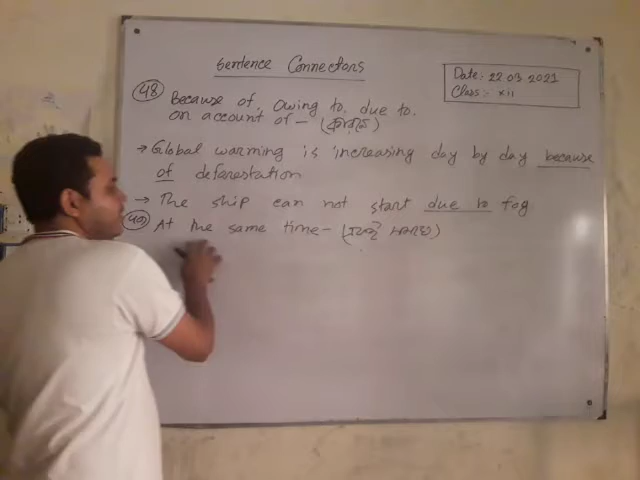 Sentence Connectors
Date: 22.03.2021
Class:- xii
48 Because of, Owing to, due to,
on account of - (কারনে)
→ Global warming is increasing day by day because
of deforestation
→ The ship can not start due to fog
49 At the same time - (একই সময়ে)